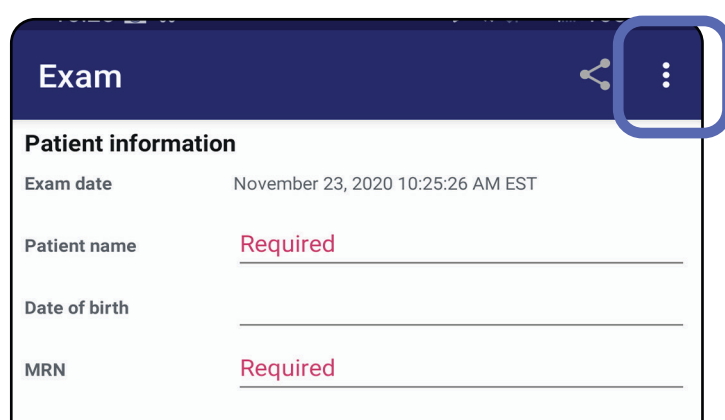 Exam
Patient information
Exam date November 23, 2020 10:25:26 AM EST
Patient name Required
Date of birth
MRN Required